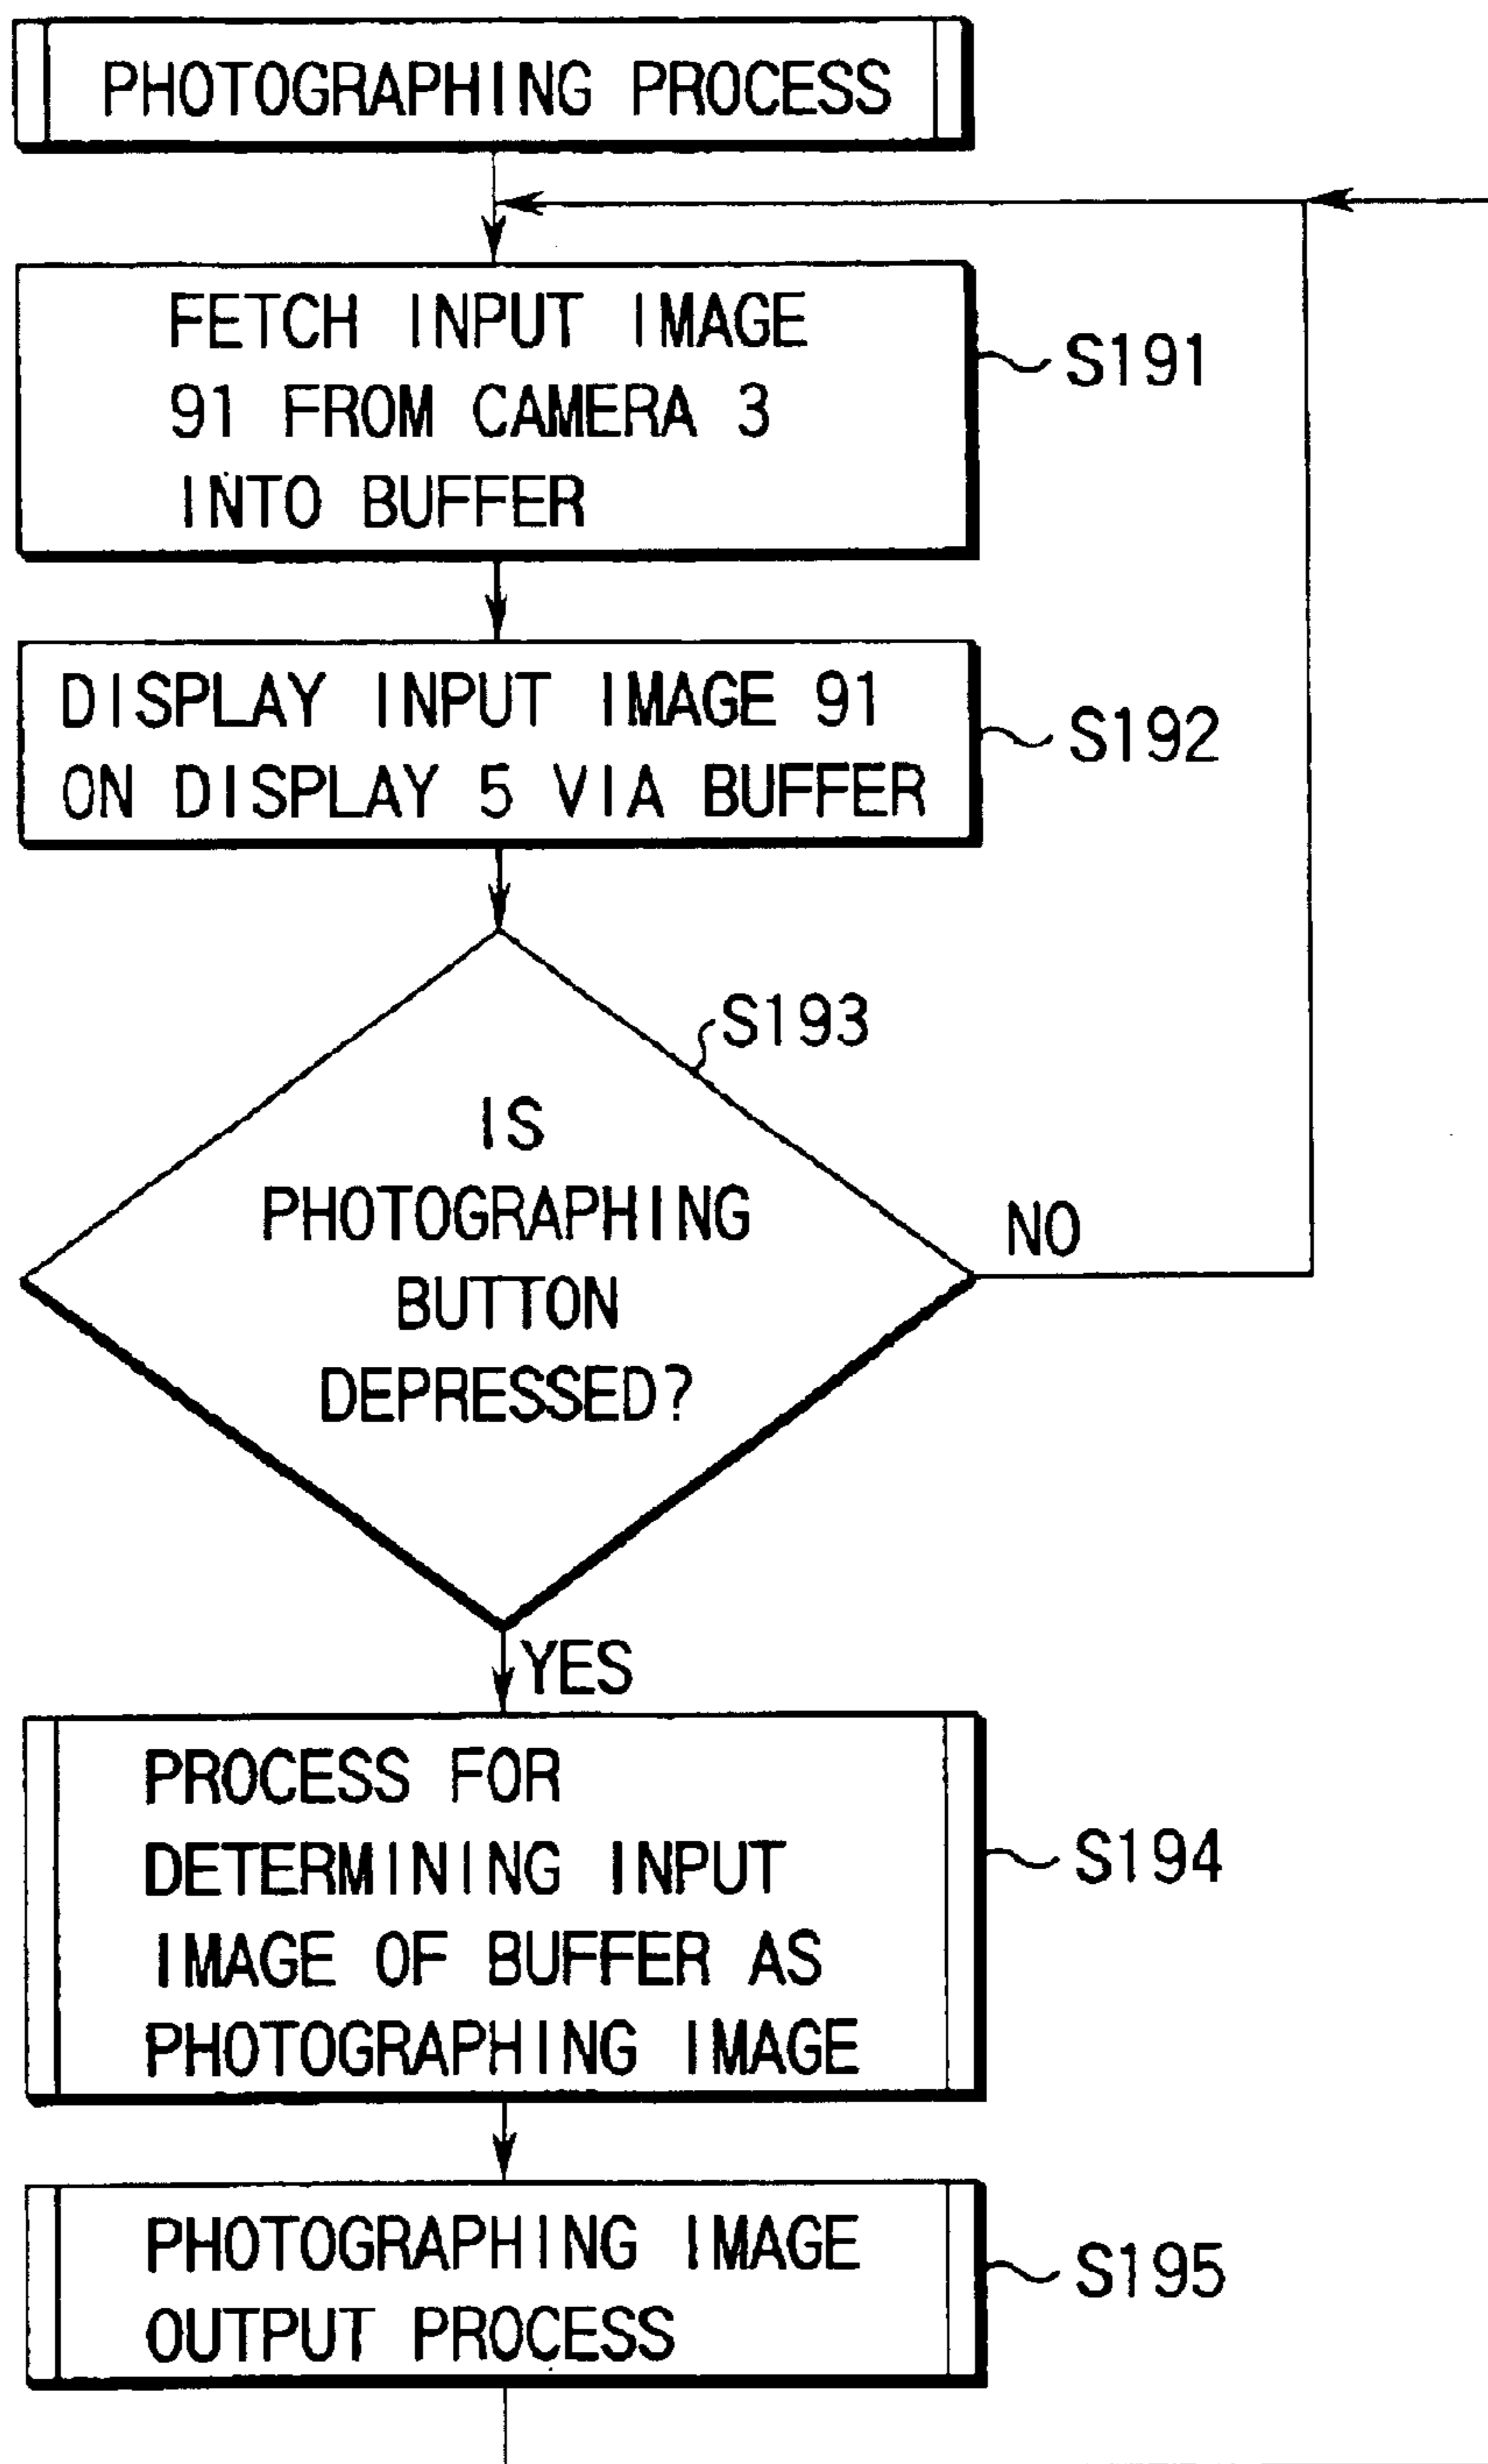 PHOTOGRAPHING PROCESS
FETCH INPUT IMAGE
91 FROM CAMERA 3
INTO BUFFER
S191
DISPLAY INPUT IMAGE 91
ON DISPLAY 5 VIA BUFFER
S192
S193
IS
PHOTOGRAPHING
BUTTON
DEPRESSED?
NO
YES
PROCESS FOR
DETERMINING INPUT
IMAGE OF BUFFER AS
PHOTOGRAPHING IMAGE
S194
PHOTOGRAPHING IMAGE
OUTPUT PROCESS
S195